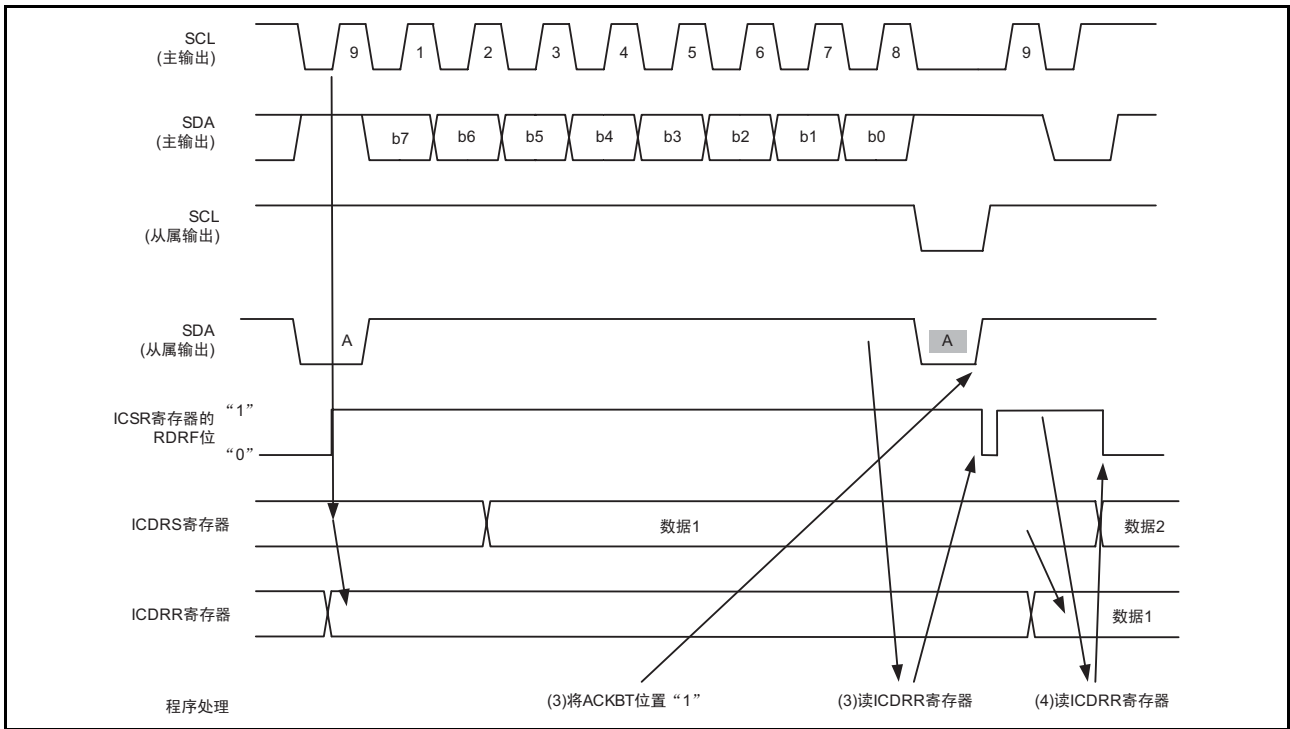 SCL
(主输出)
9 1 2 3 4 5 6 7 8 9
SDA
(主输出)
b7 b6 b5 b4 b3 b2 b1 b0
SCL
(从属输出)
SDA
(从属输出)
A A
ICSR寄存器的 “1”
RDRF位
“0”
ICDRS寄存器 数据1 数据2
ICDRR寄存器 数据1
程序处理 (3)将ACKBT位置“1” (3)读ICDRR寄存器 (4)读ICDRR寄存器